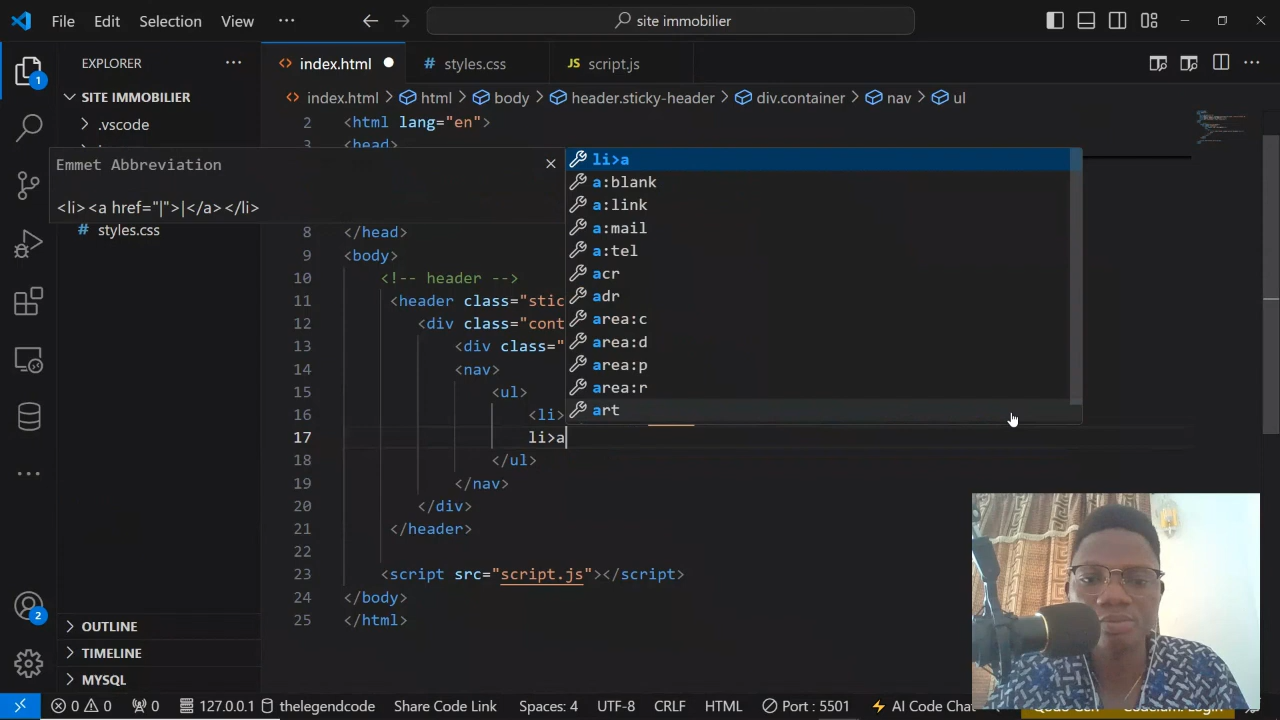 File Edit Selection View ··· site immobilier
1
EXPLORER ···
index.html styles.css JS script.js ···
SITE IMMOBILIER
index.html > html > body > header.sticky-header > div.container > nav > ul
.vscode
2 <html lang="en">
3 <head>
Emmet Abbreviation
<li><a href="|">|</a></li>
li>a
a:blank
a:link
a:mail
a:tel
acr
adr
area:c
area:d
area:p
area:r
art
# styles.css
8 </head>
9 <body>
10 <!-- header -->
11 <header class="stic
12 <div class="cont
13 <div class="
14 <nav>
15 <ul>
16 <li>
17 li>a
18 </ul>
19 </nav>
20 </div>
21 </header>
22
23 <script src="script.js"></script>
24 </body>
25 </html>
2
OUTLINE
TIMELINE
MYSQL
0 0 0 127.0.0.1 thelegendcode Share Code Link Spaces: 4 UTF-8 CRLF HTML Port : 5501 AI Code Chat